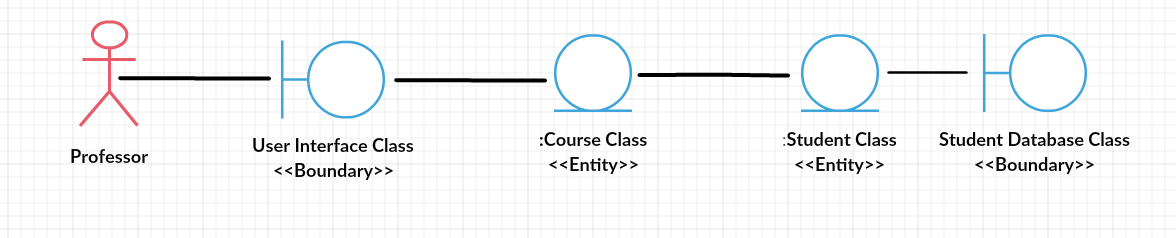 Professor
User Interface Class
<<Boundary>>
:Course Class
<<Entity>>
:Student Class
<<Entity>>
Student Database Class
<<Boundary>>